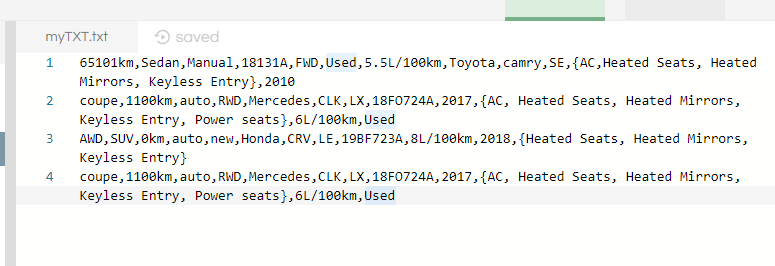 myTXT.txt saved
1 65101km,Sedan,Manual,18131A,FWD,Used,5.5L/100km,Toyota,camry,SE,{AC,Heated Seats, Heated
Mirrors, Keyless Entry},2010
2 coupe,1100km,auto,RWD,Mercedes,CLK,LX,18FO724A,2017,{AC, Heated Seats, Heated Mirrors,
Keyless Entry, Power seats},6L/100km,Used
3 AWD,SUV,0km,auto,new,Honda,CRV,LE,19BF723A,8L/100km,2018,{Heated Seats, Heated Mirrors,
Keyless Entry}
4 coupe,1100km,auto,RWD,Mercedes,CLK,LX,18FO724A,2017,{AC, Heated Seats, Heated Mirrors,
Keyless Entry, Power seats},6L/100km,Used